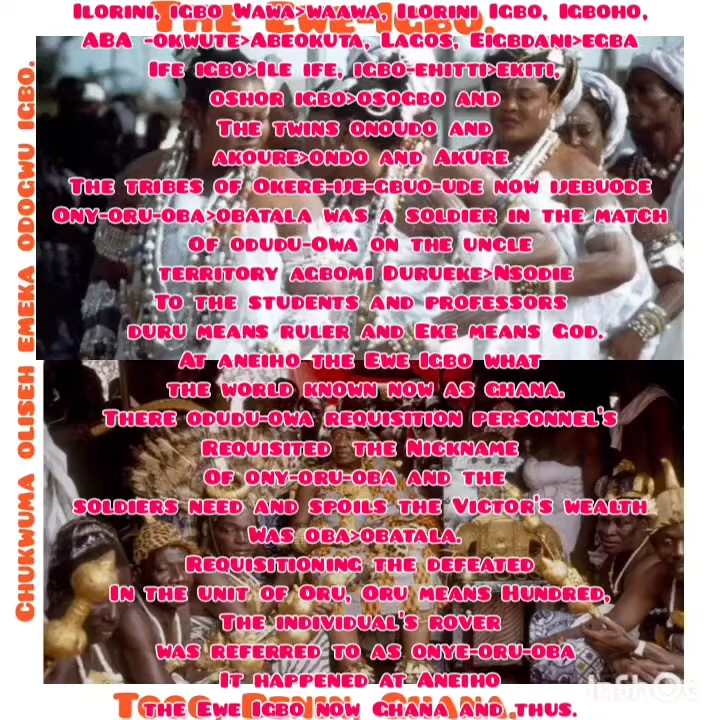 The Ewe-Igbo.
Ilorini, Igbo Wawa>waawa, Ilorini Igbo, Igboho,
ABA -okwute>Abeokuta, Lagos, Eigbdani>egba
Ife igbo>Ile ife, igbo-ehitti>ekiti,
oshor igbo>osogbo and
The twins onoudo and
akoure>ondo and Akure
The tribes of Okere-ije-gbuo-ude now ijebuode
Ony-oru-oba>obatala was a soldier in the match
Of odudu-Owa on the uncle
territory agbomi Durueke>Nsodie
To the students and professors
duru means ruler and Eke means God.
At aneiho the Ewe Igbo what
the world known now as ghana.
There odudu-owa requisition personnel's
Requisited the Nickname
of ony-oru-oba and the
soldiers need and spoils the Victor's wealth
Was oba>obatala.
Requisitioning the defeated
In the unit of Oru, Oru means Hundred,
The individual's rover
was referred to as onye-oru-oba
It happened at Aneiho
the Ewe Igbo now Ghana and thus.
Togo, Benin, Ghana.
Chukwuma Oliseh Emeka Odogwu Igbo.
InShOt